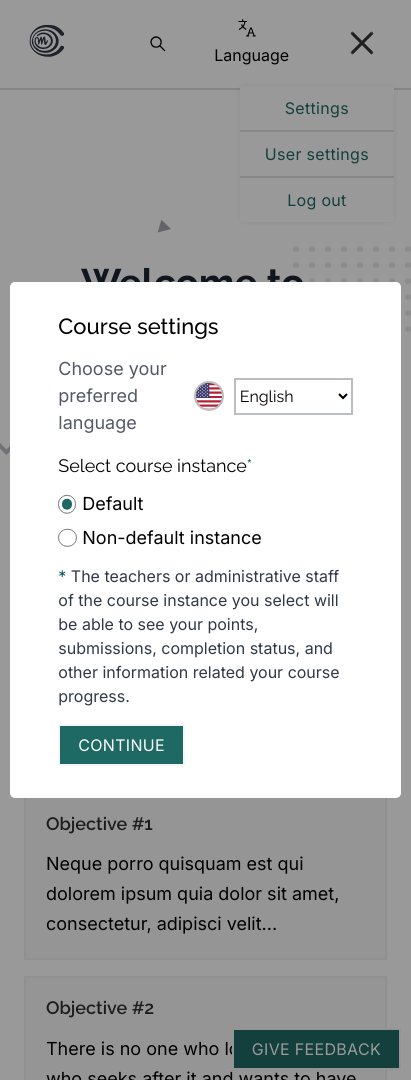 Language
Settings
User settings
Log out
Welcome to
Course settings
Choose your
preferred
language
English
Select course instance*
Default
Non-default instance
* The teachers or administrative staff
of the course instance you select will
be able to see your points,
submissions, completion status, and
other information related your course
progress.
CONTINUE
Objective #1
Neque porro quisquam est qui
dolorem ipsum quia dolor sit amet,
consectetur, adipisci velit...
Objective #2
There is no one who
GIVE FEEDBACK
who seeks after it and wants to have